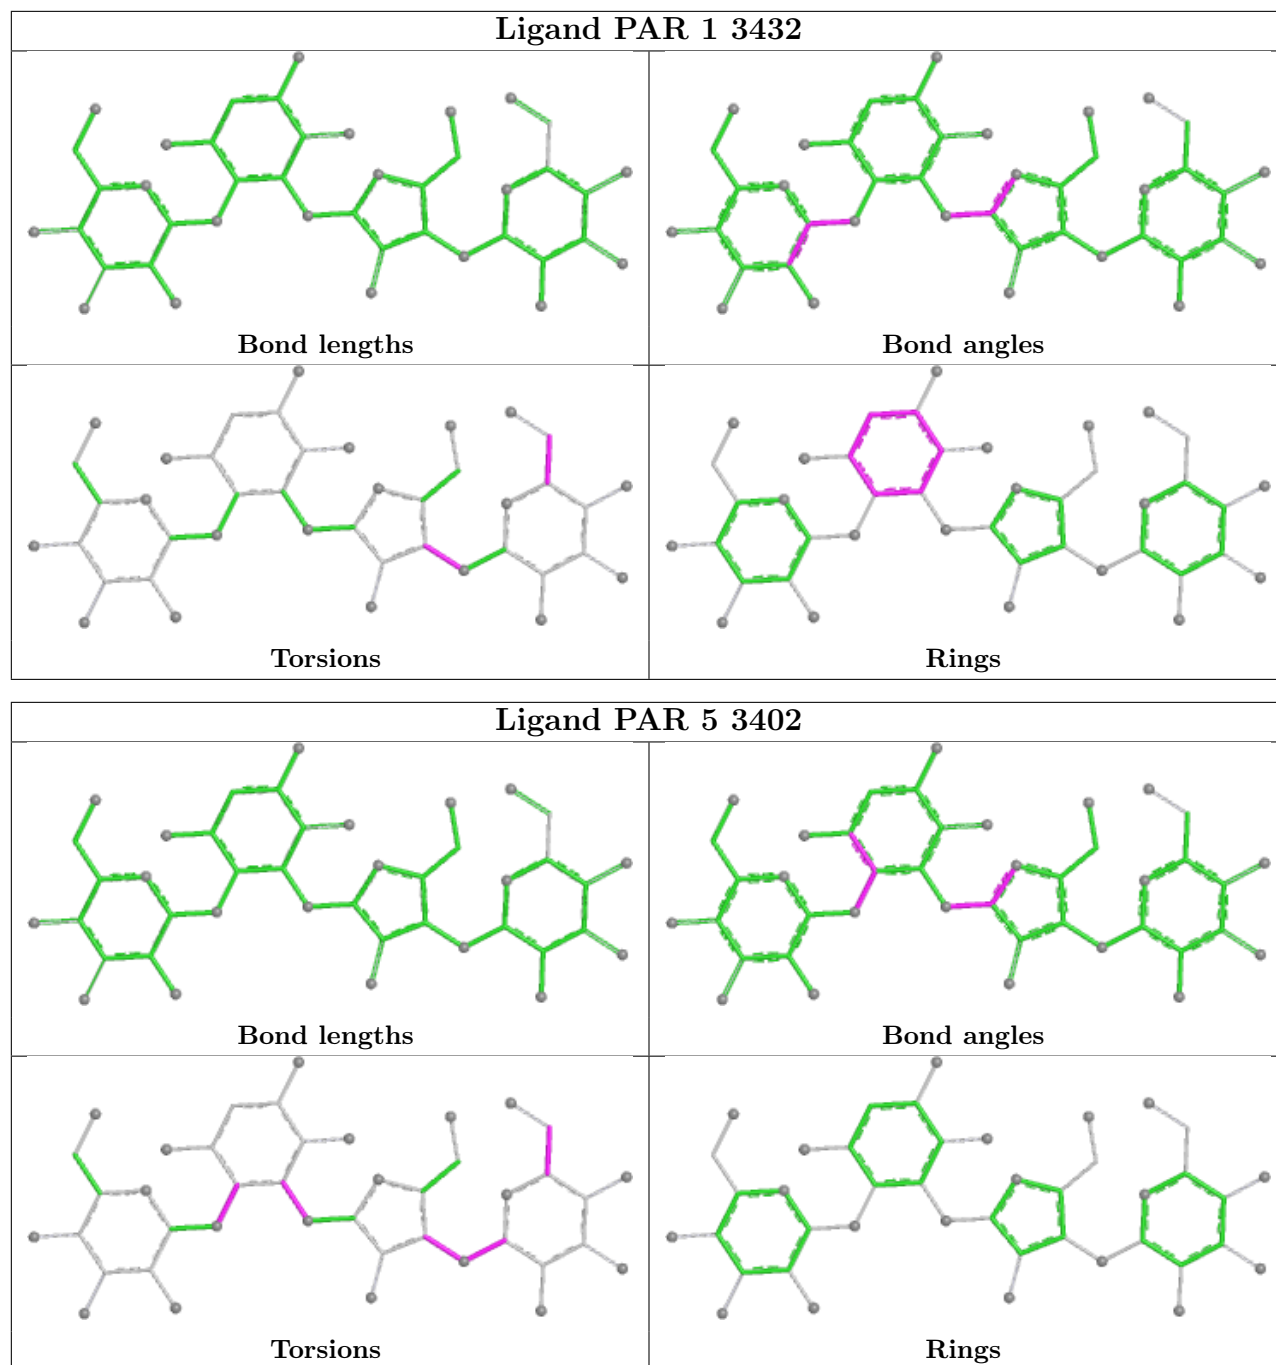 Ligand PAR 1 3432
Bond lengths
Bond angles
Torsions
Rings
Ligand PAR 5 3402
Bond lengths
Bond angles
Torsions
Rings